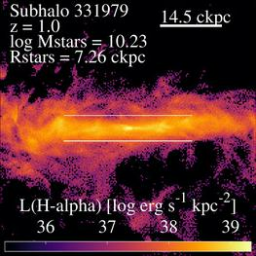 Subhalo 331979
z = 1.0
log Mstars = 10.23
Rstars = 7.26 ckpc
14.5 ckpc
L(H-alpha) [log erg s⁻¹ kpc⁻²]
36 37 38 39